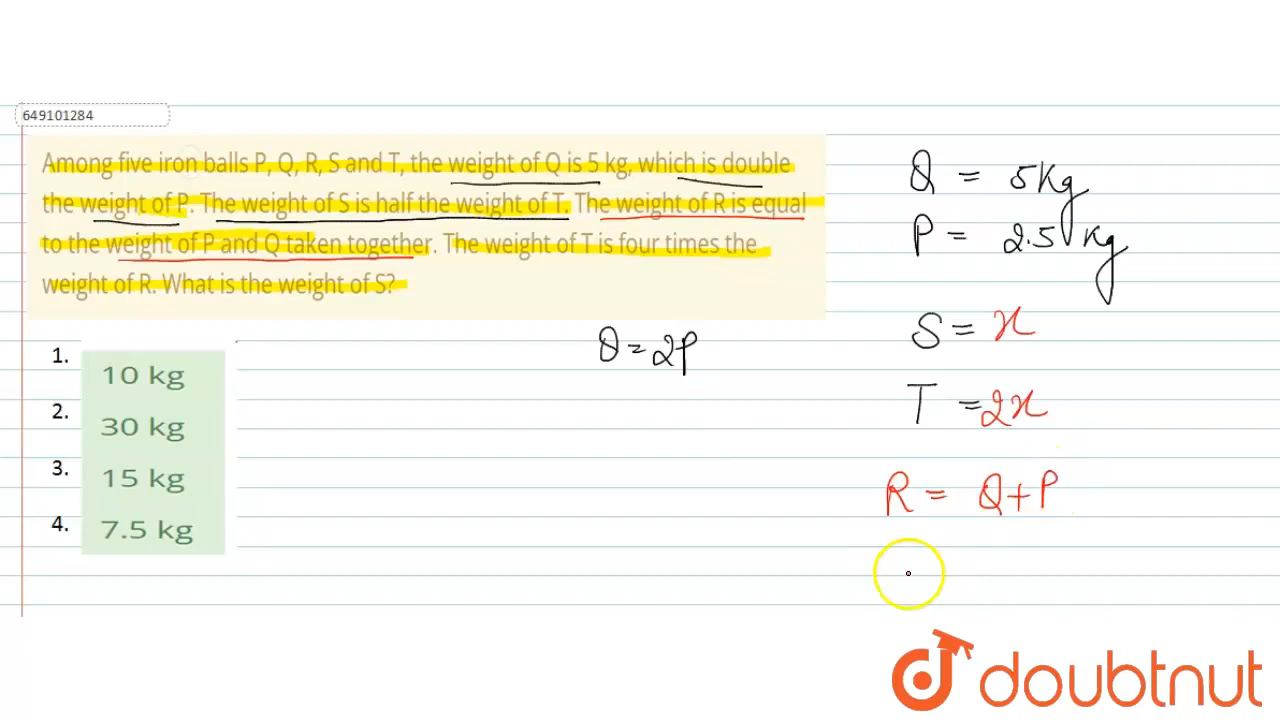 649101284
Among five iron balls P, Q, R, S and T, the weight of Q is 5 kg, which is double
the weight of P. The weight of S is half the weight of T. The weight of R is equal
to the weight of P and Q taken together. The weight of T is four times the
weight of R. What is the weight of S?
1. 10 kg
2. 30 kg
3. 15 kg
4. 7.5 kg
Q = 2P
Q = 5Kg
P = 2.5 Kg
S = x
T = 2x
R = Q+P
doubtnut